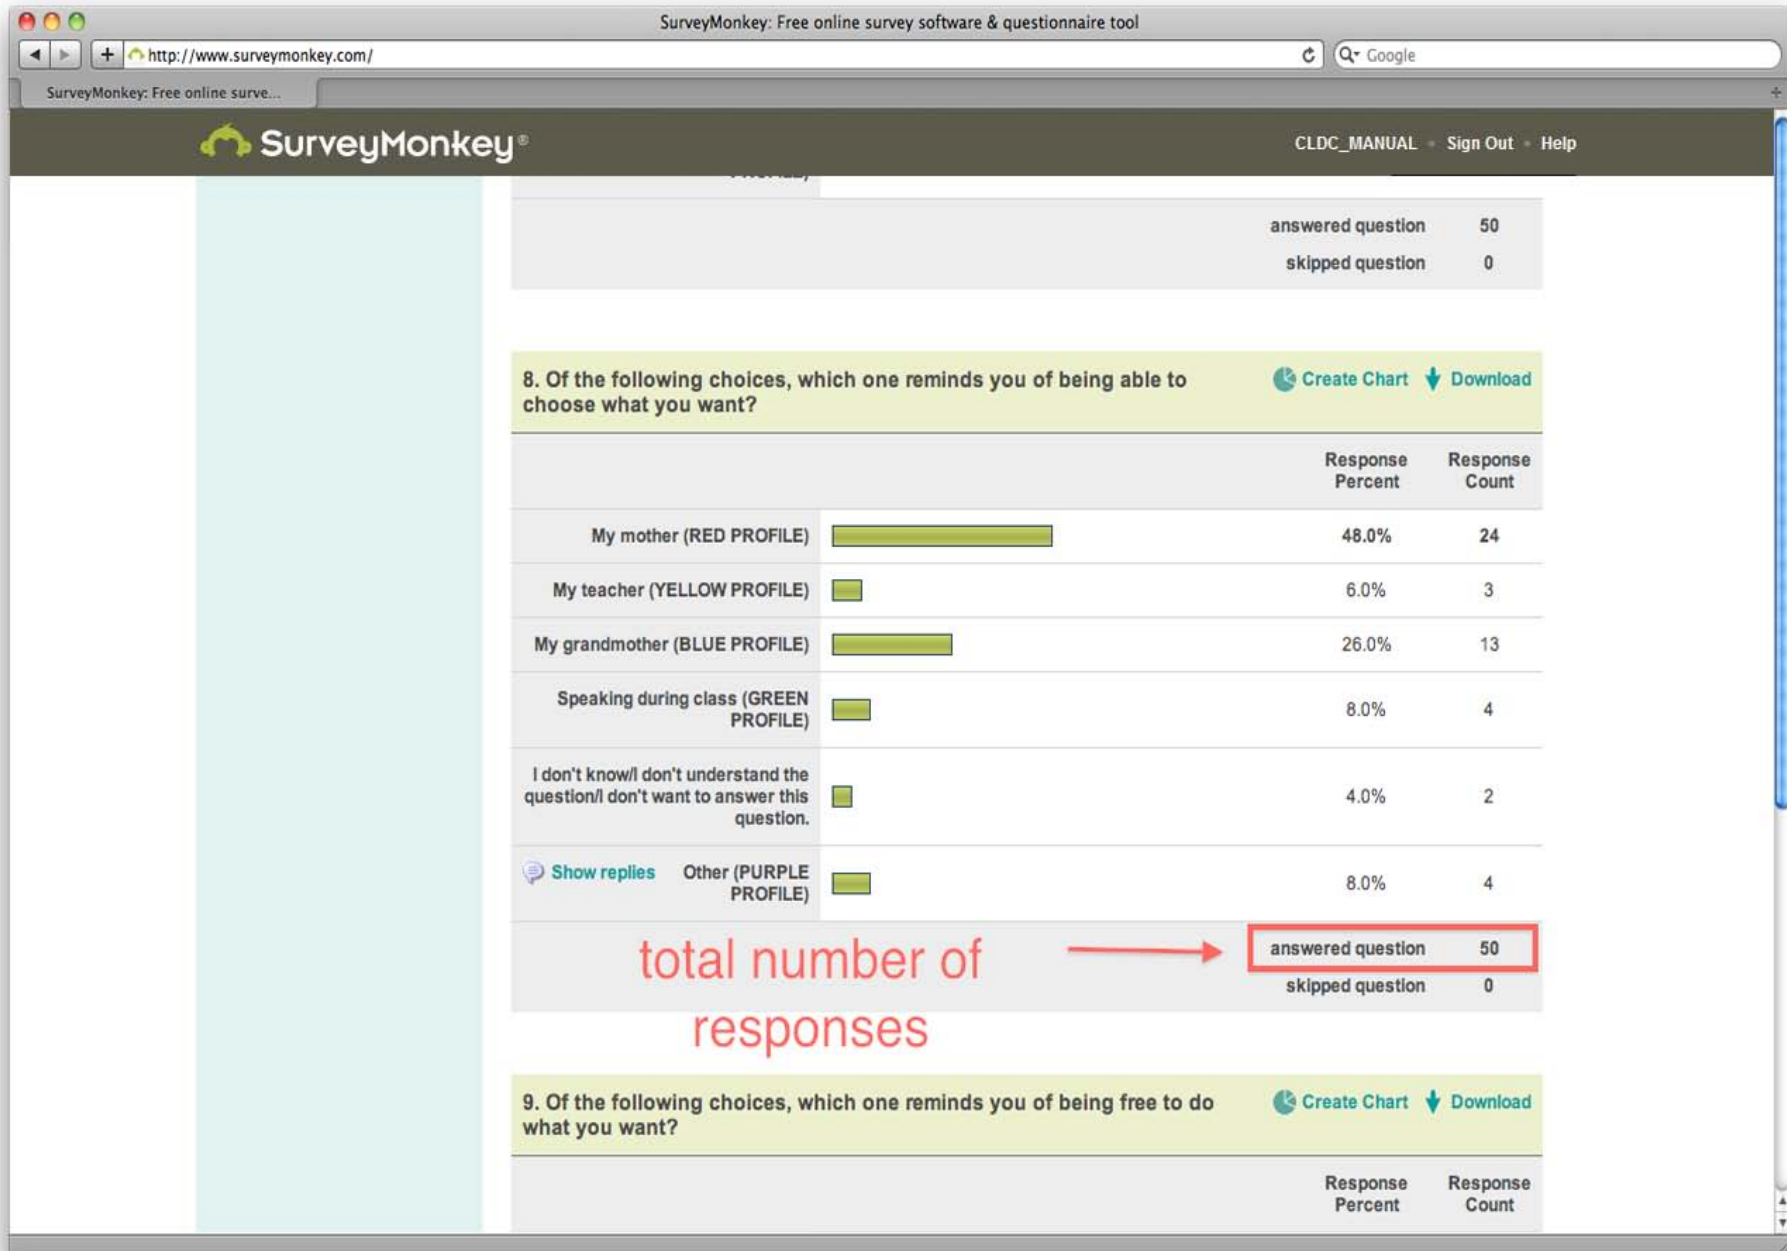 SurveyMonkey: Free online survey software & questionnaire tool
http://www.surveymonkey.com/
Google
SurveyMonkey: Free online surve...
SurveyMonkey®
CLDC_MANUAL Sign Out Help
answered question 50
skipped question 0
8. Of the following choices, which one reminds you of being able to
choose what you want?
Create Chart Download
Response Percent
Response Count
My mother (RED PROFILE) 48.0% 24
My teacher (YELLOW PROFILE) 6.0% 3
My grandmother (BLUE PROFILE) 26.0% 13
Speaking during class (GREEN
PROFILE) 8.0% 4
I don't know/I don't understand the
question/I don't want to answer this
question. 4.0% 2
Show replies Other (PURPLE
PROFILE) 8.0% 4
total number of
responses
answered question 50
skipped question 0
9. Of the following choices, which one reminds you of being free to do
what you want?
Create Chart Download
Response Percent
Response Count